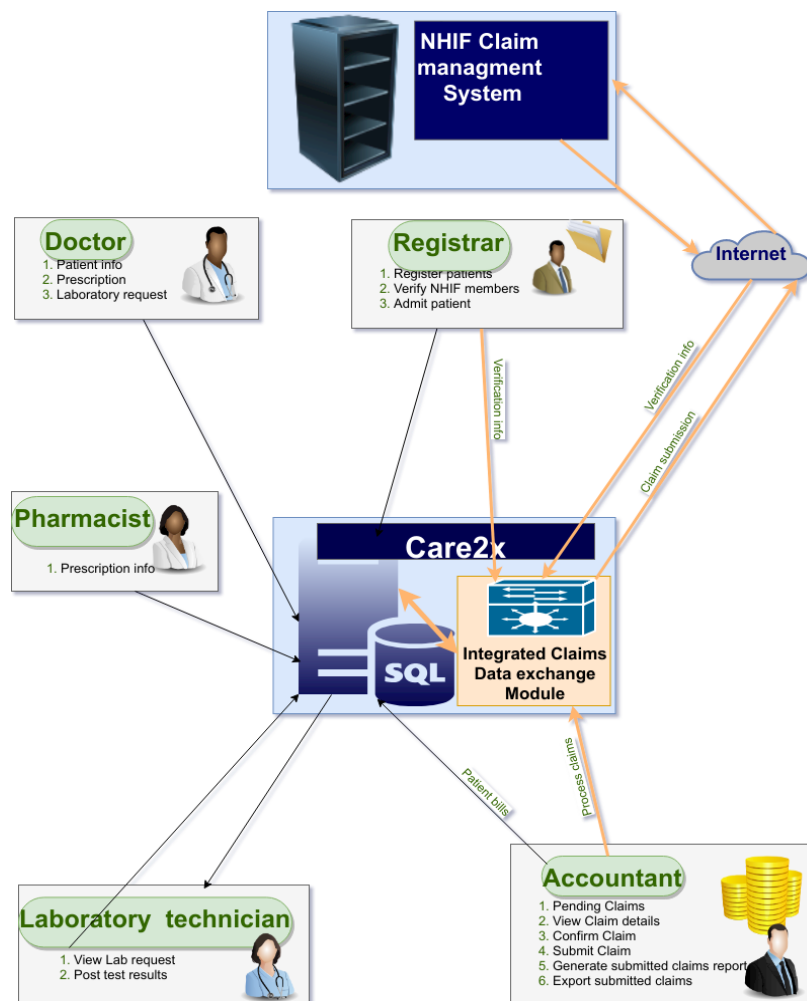 NHIF Claim
managment
System
Doctor
1. Patient info
2. Prescription
3. Laboratory request
Registrar
1. Register patients
2. Verify NHIF members
3. Admit patient
Internet
Verification info
Verification info
Claim submission
Pharmacist
1. Prescription info
Care2x
SQL
Integrated Claims
Data exchange
Module
Patient bills
Process claims
Laboratory technician
1. View Lab request
2. Post test results
Accountant
1. Pending Claims
2. View Claim details
3. Confirm Claim
4. Submit Claim
5. Generate submitted claims report
6. Export submitted claims